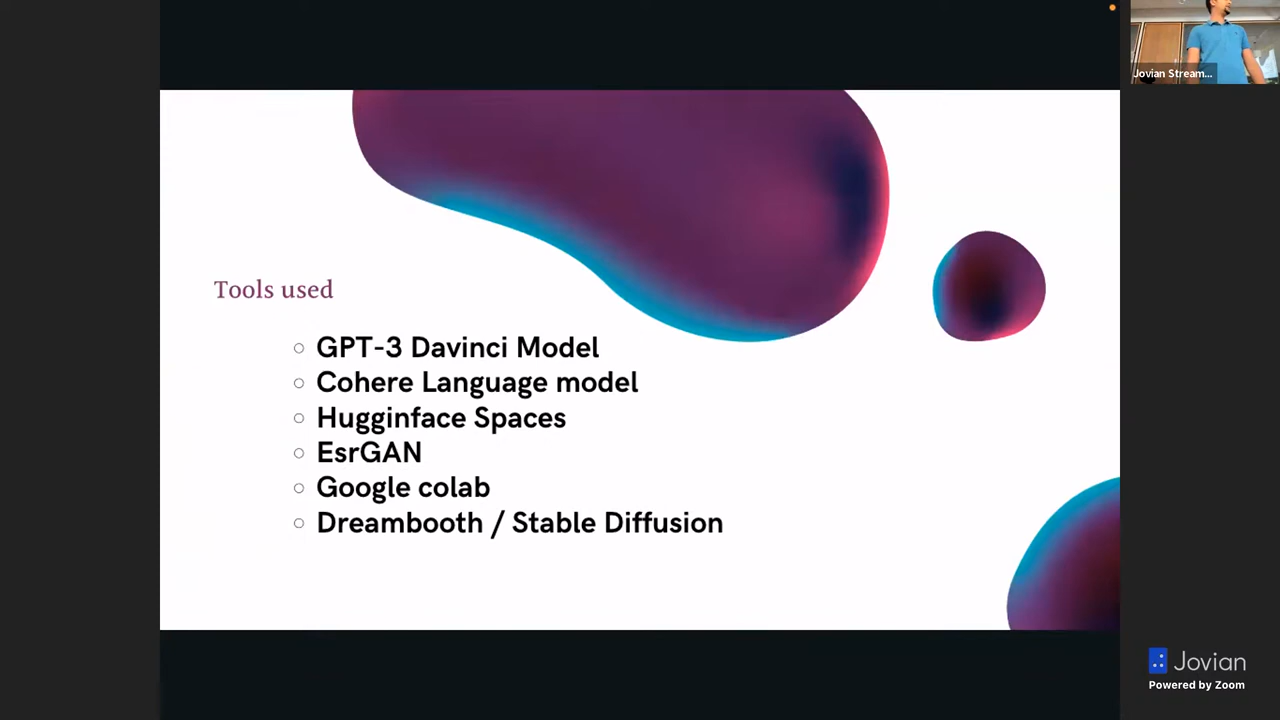 Jovian Stream...
Tools used
GPT-3 Davinci Model
Cohere Language model
Hugginface Spaces
EsrGAN
Google colab
Dreambooth / Stable Diffusion
Jovian
Powered by Zoom